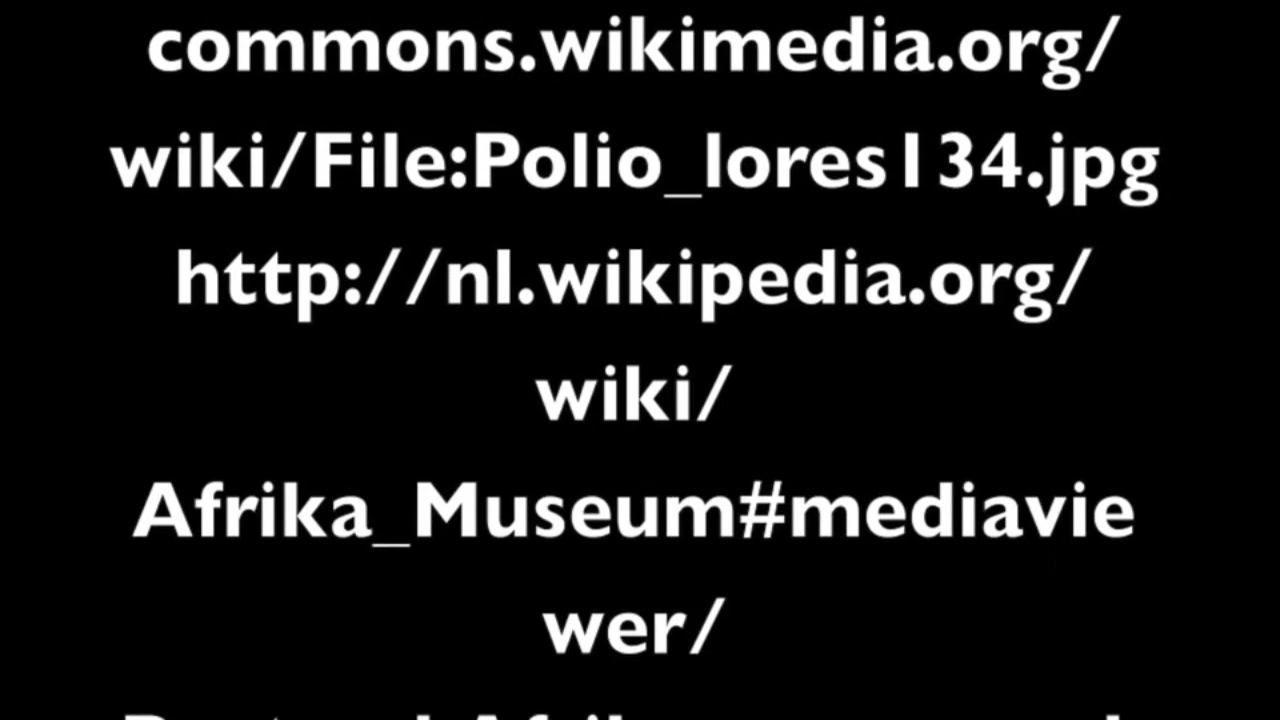 commons.wikimedia.org/
wiki/File:Polio_lores134.jpg
http://nl.wikipedia.org/
wiki/
Afrika_Museum#mediavie
wer/